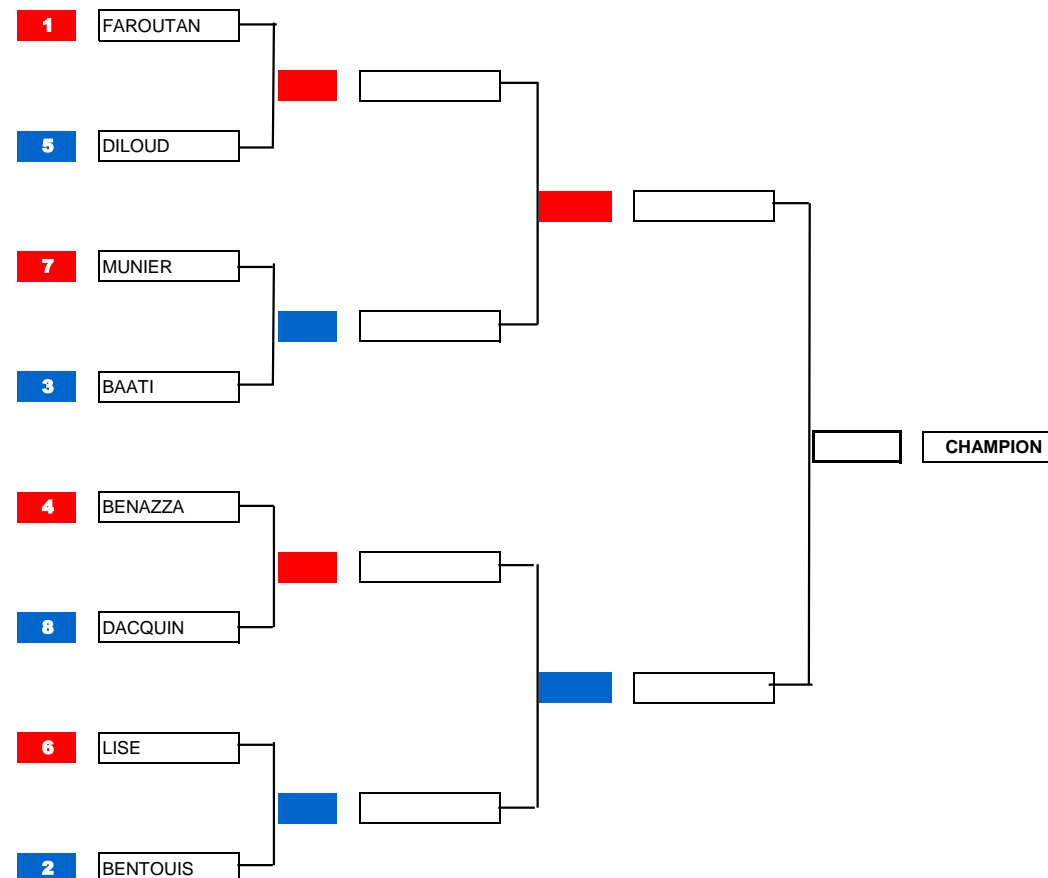 1 FAROUTAN
5 DILOUD
7 MUNIER
3 BAATI
CHAMPION
4 BENAZZA
8 DACQUIN
6 LISE
2 BENTOUIS